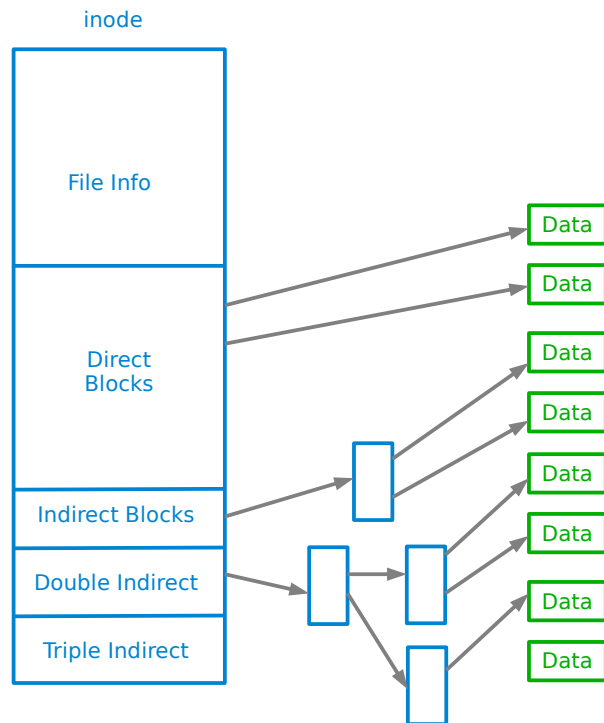 inode
File Info
Direct
Blocks
Indirect Blocks
Double Indirect
Triple Indirect
Data
Data
Data
Data
Data
Data
Data
Data